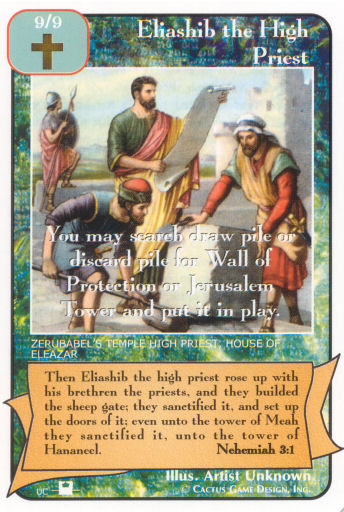 9/9
Eliashib the High
Priest
You may search draw pile or
discard pile for Wall of
Protection or Jerusalem
Tower and put it in play.
ZERUBABEL'S TEMPLE HIGH PRIEST, HOUSE OF
ELEAZAR
Then Eliashib the high priest rose up with
his brethren the priests, and they builded
the sheep gate; they sanctified it, and set up
the doors of it; even unto the tower of Meah
they sanctified it, unto the tower of
Hananeel. Nehemiah 3:1
Illus. Artist Unknown
UC © CACTUS GAME DESIGN, INC.